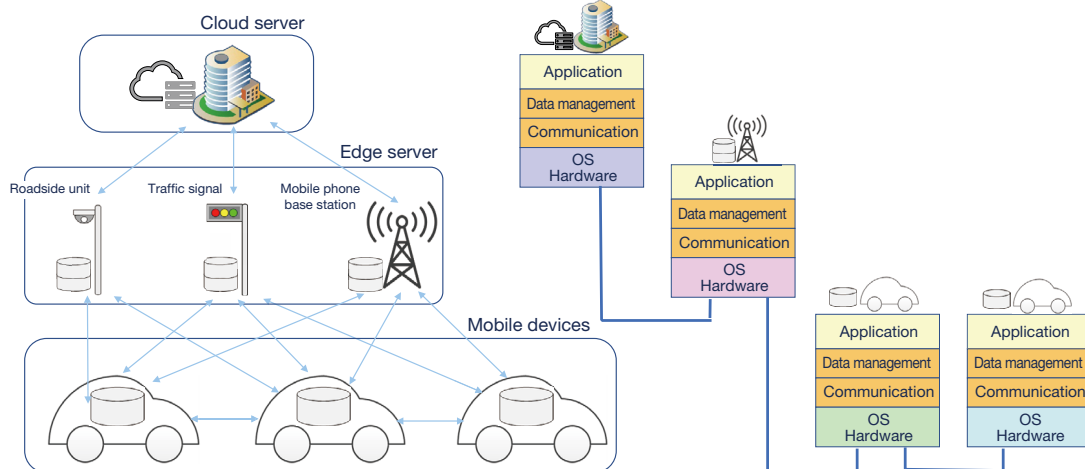 Cloud server
Edge server
Roadside unit
Traffic signal
Mobile phone
base station
Mobile devices
Application
Data management
Communication
OS
Hardware
Application
Data management
Communication
OS
Hardware
Application
Data management
Communication
OS
Hardware
Application
Data management
Communication
OS
Hardware